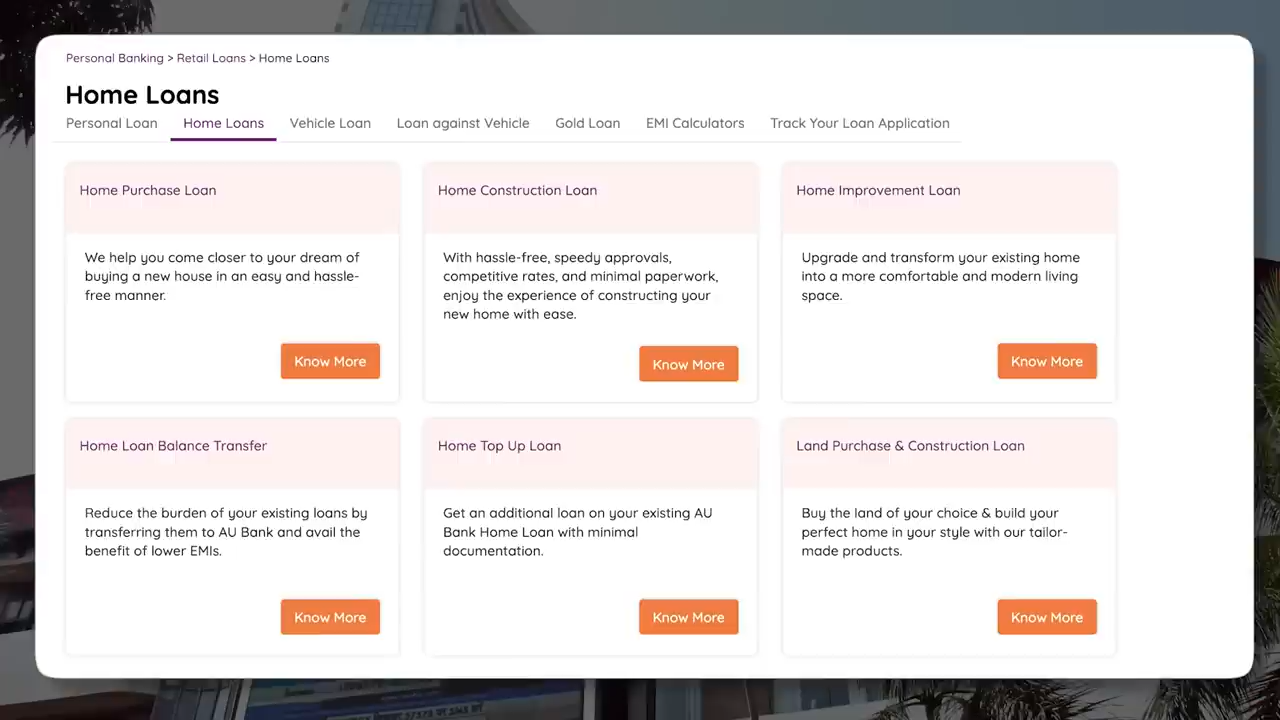 Personal Banking > Retail Loans > Home Loans
Home Loans
Personal Loan Home Loans Vehicle Loan Loan against Vehicle Gold Loan EMI Calculators Track Your Loan Application
Home Purchase Loan
We help you come closer to your dream of
buying a new house in an easy and hassle-
free manner.
Know More
Home Construction Loan
With hassle-free, speedy approvals,
competitive rates, and minimal paperwork,
enjoy the experience of constructing your
new home with ease.
Know More
Home Improvement Loan
Upgrade and transform your existing home
into a more comfortable and modern living
space.
Know More
Home Loan Balance Transfer
Reduce the burden of your existing loans by
transferring them to AU Bank and avail the
benefit of lower EMIs.
Know More
Home Top Up Loan
Get an additional loan on your existing AU
Bank Home Loan with minimal
documentation.
Know More
Land Purchase & Construction Loan
Buy the land of your choice & build your
perfect home in your style with our tailor-
made products.
Know More